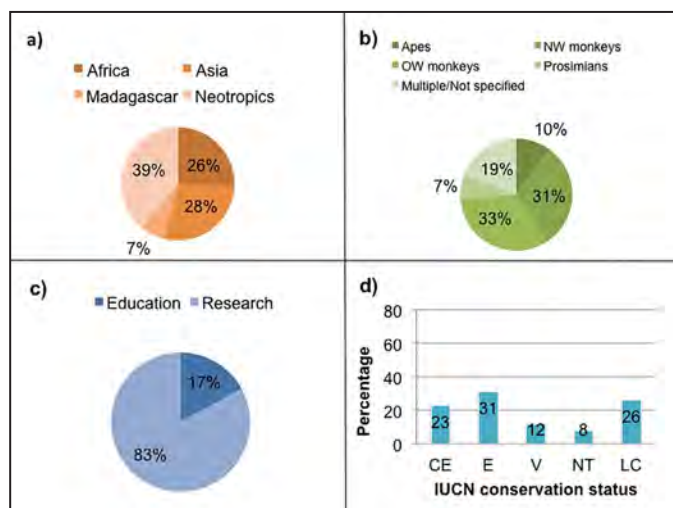 a)
Africa Asia
Madagascar Neotropics
39% 26%
28%
7%
b)
Apes NW monkeys
OW monkeys Prosimians
Multiple/Not specified
10%
19%
7% 31%
33%
c)
Education Research
17%
83%
d)
80
60
40
20
0
Percentage
23 31 12 8 26
CE E V NT LC
IUCN conservation status